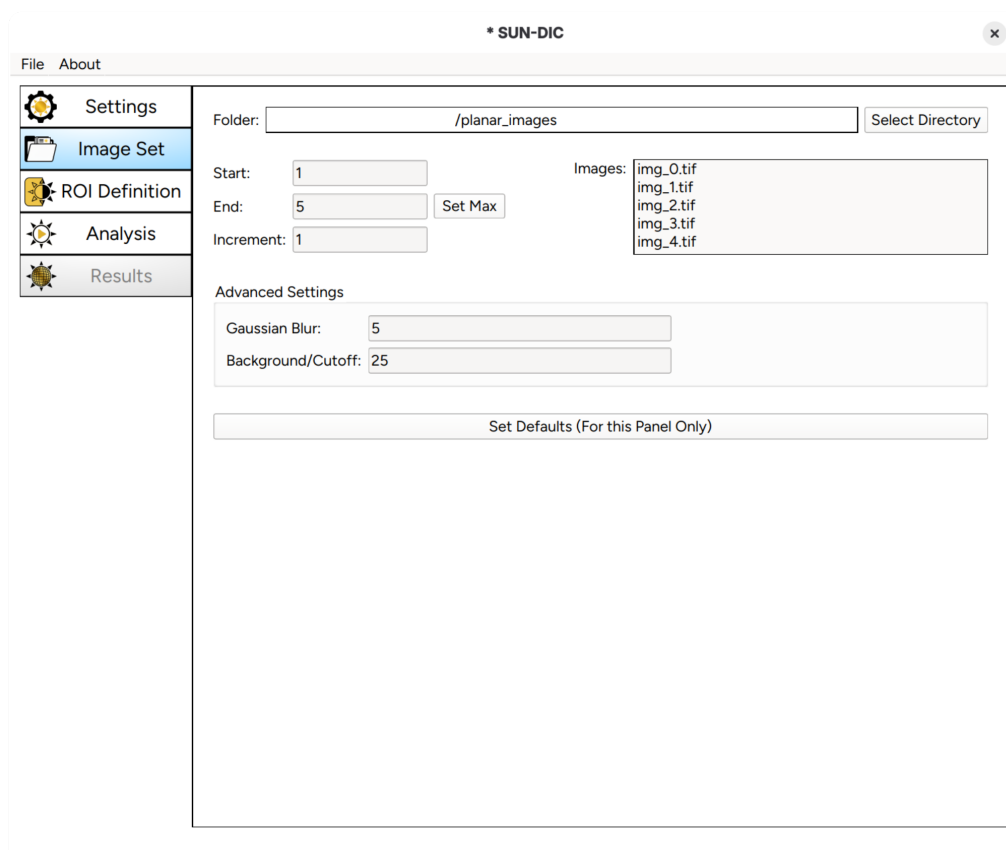 * SUN-DIC
File About
Settings
Image Set
ROI Definition
Analysis
Results
Folder: /planar_images Select Directory
Start: 1
End: 5 Set Max
Increment: 1
Images: img_0.tif
img_1.tif
img_2.tif
img_3.tif
img_4.tif
Advanced Settings
Gaussian Blur: 5
Background/Cutoff: 25
Set Defaults (For this Panel Only)